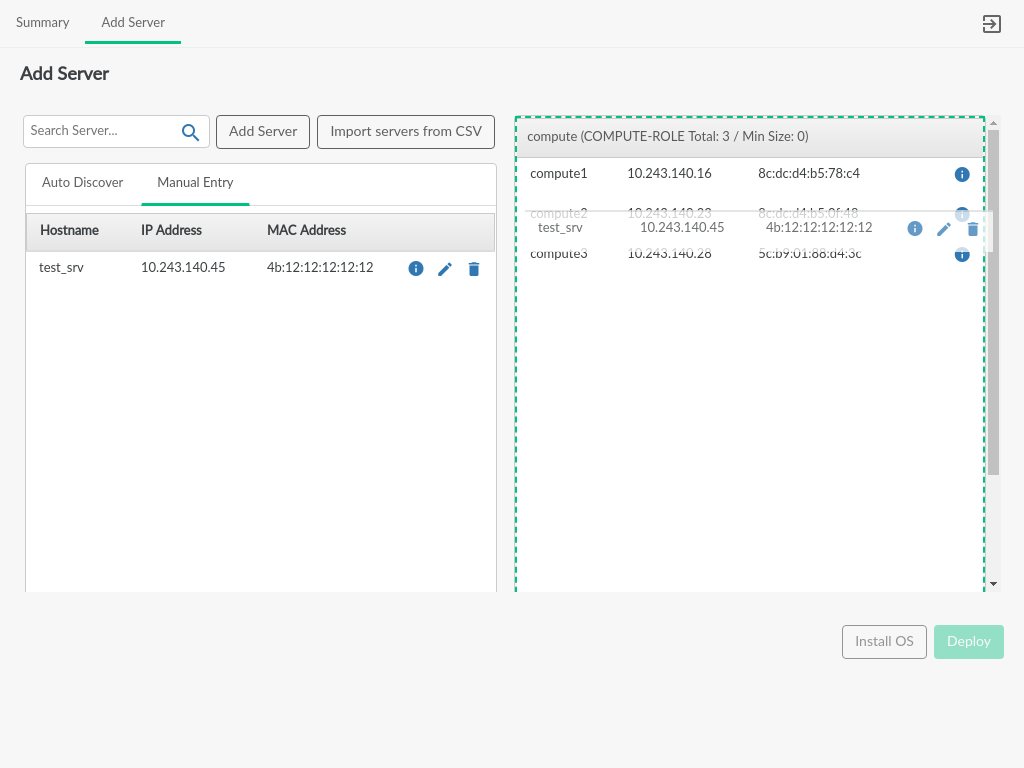 Summary
Add Server
Add Server
Search Server...
Add Server
Import servers from CSV
Auto Discover
Manual Entry
Hostname IP Address MAC Address
test_srv 10.243.140.45 4b:12:12:12:12:12
compute (COMPUTE-ROLE Total: 3 / Min Size: 0)
compute1 10.243.140.16 8c:dc:d4:b5:78:c4
compute2 10.243.140.23 8c:dc:d4:b5:0f:48
test_srv 10.243.140.45 4b:12:12:12:12:12
compute3 10.243.140.28 5c:b9:01:88:d4:3c
Install OS
Deploy